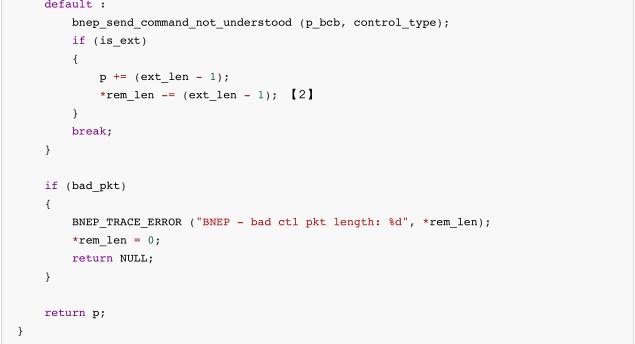 default :
bnep_send_command_not_understood (p_bcb, control_type);
if (is_ext)
{
p += (ext_len - 1);
*rem_len -= (ext_len - 1); 【2】
}
break;
}
if (bad_pkt)
{
BNEP_TRACE_ERROR ("BNEP - bad ctl pkt length: %d", *rem_len);
*rem_len = 0;
return NULL;
}
return p;
}